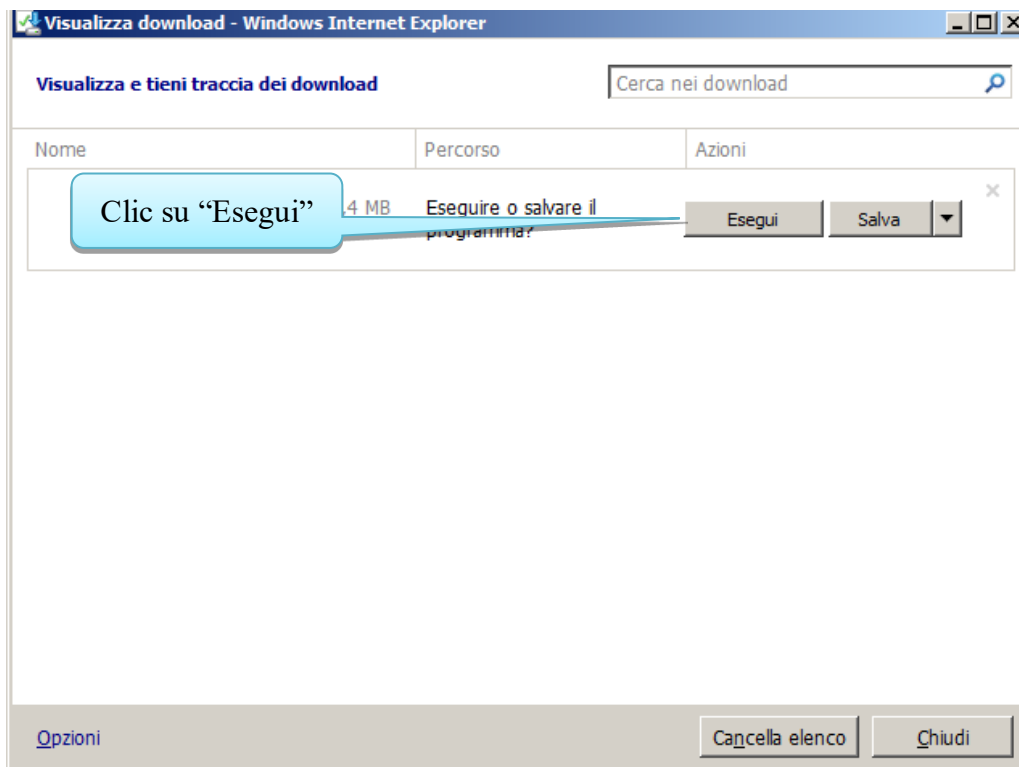 Visualizza download - Windows Internet Explorer
Visualizza e tieni traccia dei download
Cerca nei download
Nome Percorso Azioni
Clic su “Esegui”
,4 MB
Eseguire o salvare il
programma?
Esegui Salva
Opzioni Cancella elenco Chiudi